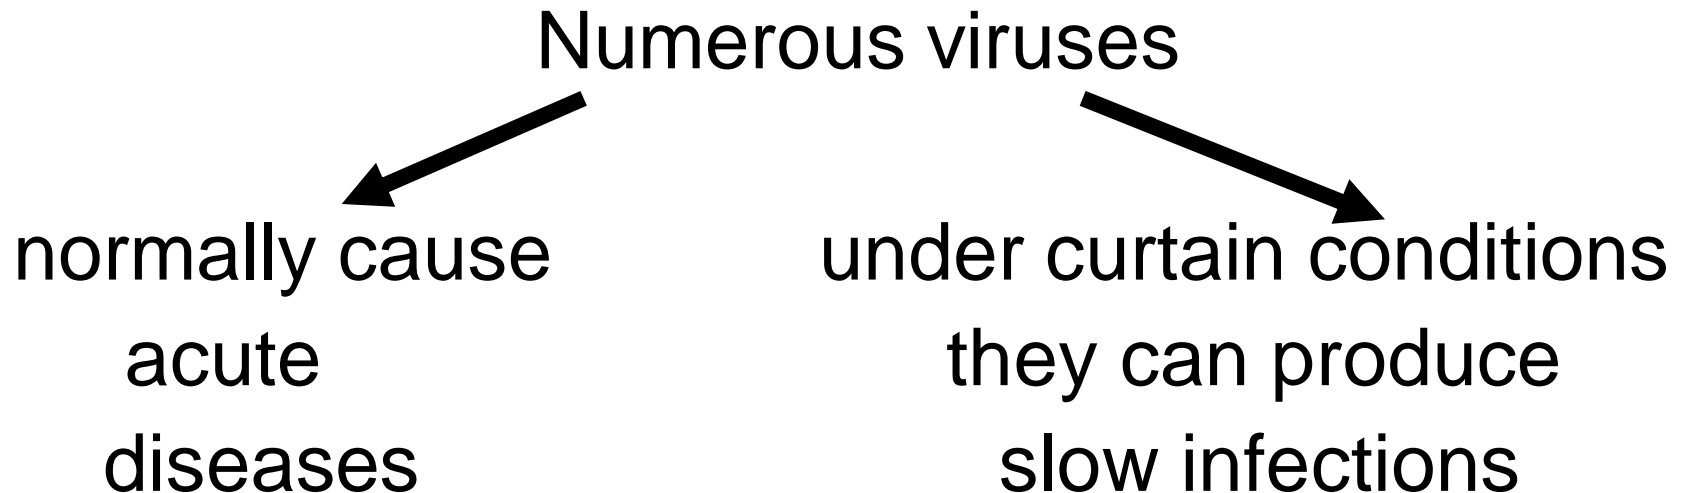 Numerous viruses
normally cause
acute
diseases
under curtain conditions
they can produce
slow infections